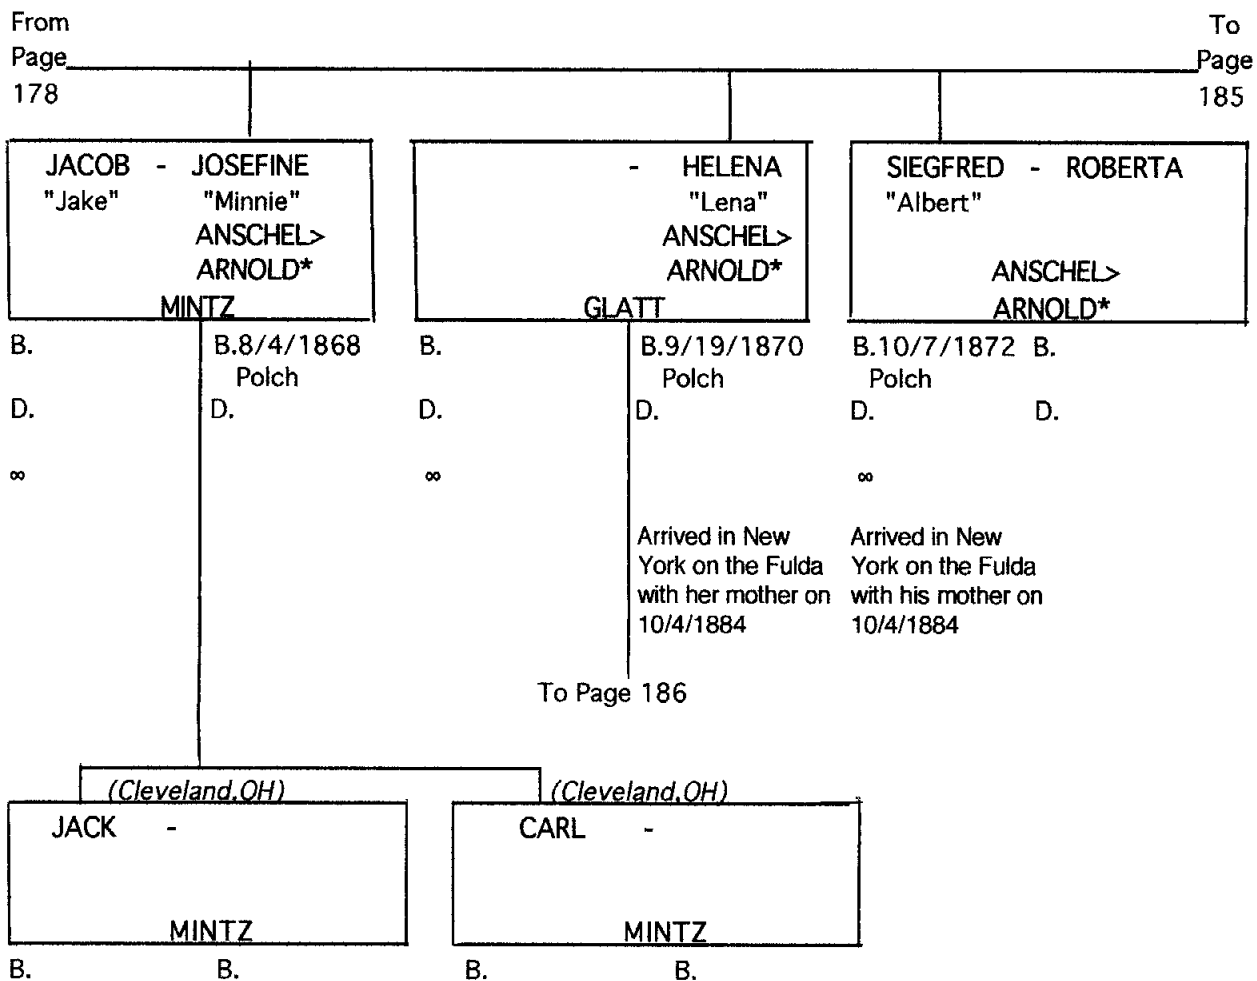 From
Page
178
To
Page
185
JACOB - JOSEFINE
"Jake" "Minnie"
ANSCHEL>
ARNOLD*
MINTZ
B. B.8/4/1868
Polch
D. D.
∞
- HELENA
"Lena"
ANSCHEL>
ARNOLD*
GLATT
B. B.9/19/1870
Polch
D. D.
∞
Arrived in New
York on the Fulda
with her mother on
10/4/1884
To Page 186
SIEGFRED - ROBERTA
"Albert"
ANSCHEL>
ARNOLD*
B.10/7/1872 B.
Polch
D. D.
∞
Arrived in New
York on the Fulda
with his mother on
10/4/1884
(Cleveland,OH)
JACK -
MINTZ
B. B.
(Cleveland,OH)
CARL -
MINTZ
B. B.